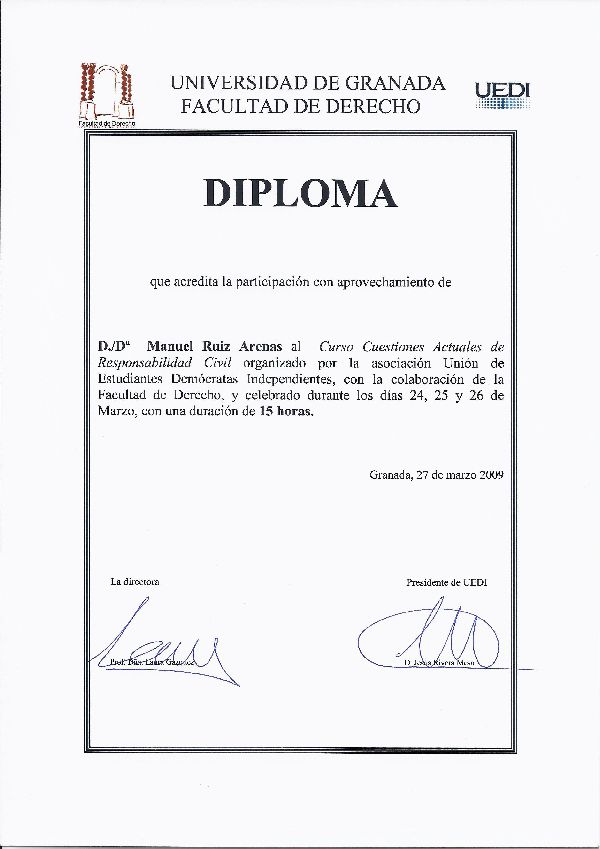 UNIVERSIDAD DE GRANADA
FACULTAD DE DERECHO
Facultad de Derecho
UEDI
DIPLOMA
que acredita la participación con aprovechamiento de
D./Dª Manuel Ruiz Arenas al Curso Cuestiones Actuales de
Responsabilidad Civil organizado por la asociación Unión de
Estudiantes Demócratas Independientes, con la colaboración de la
Facultad de Derecho, y celebrado durante los días 24, 25 y 26 de
Marzo, con una duración de 15 horas.
Granada, 27 de marzo 2009
La directora
Presidente de UEDI
Prof. Laura
D. Jesús Rivera